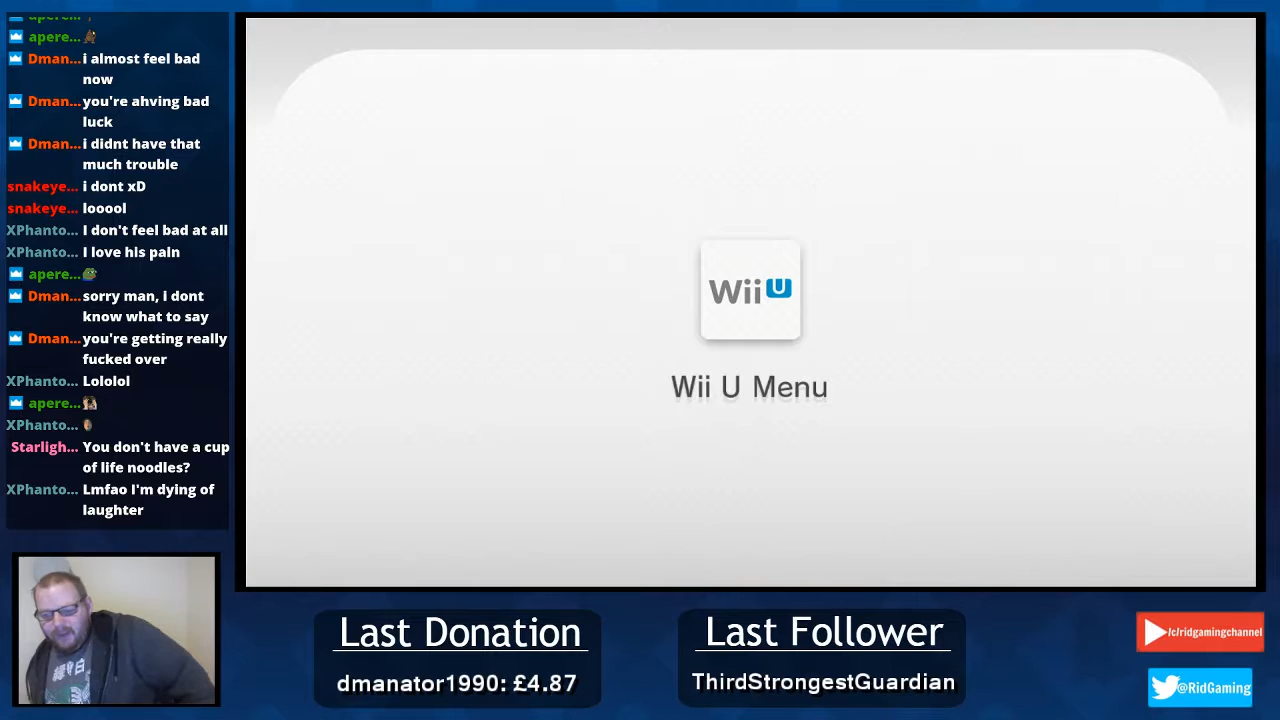 apere...
Dman... i almost feel bad
now
Dman... you're ahving bad
luck
Dman... i didnt have that
much trouble
snakeye... i dont xD
snakeye... looool
XPhanto... I don't feel bad at all
XPhanto... I love his pain
apere...
Dman... sorry man, I dont
know what to say
Dman... you're getting really
fucked over
XPhanto... Lololol
apere...
XPhanto...
Starligh... You don't have a cup
of life noodles?
XPhanto... Lmfao I'm dying of
laughter
Wii U
Wii U Menu
Last Donation
dmanator1990: £4.87
Last Follower
ThirdStrongestGuardian
/c/ridgamingchannel
@RidGaming